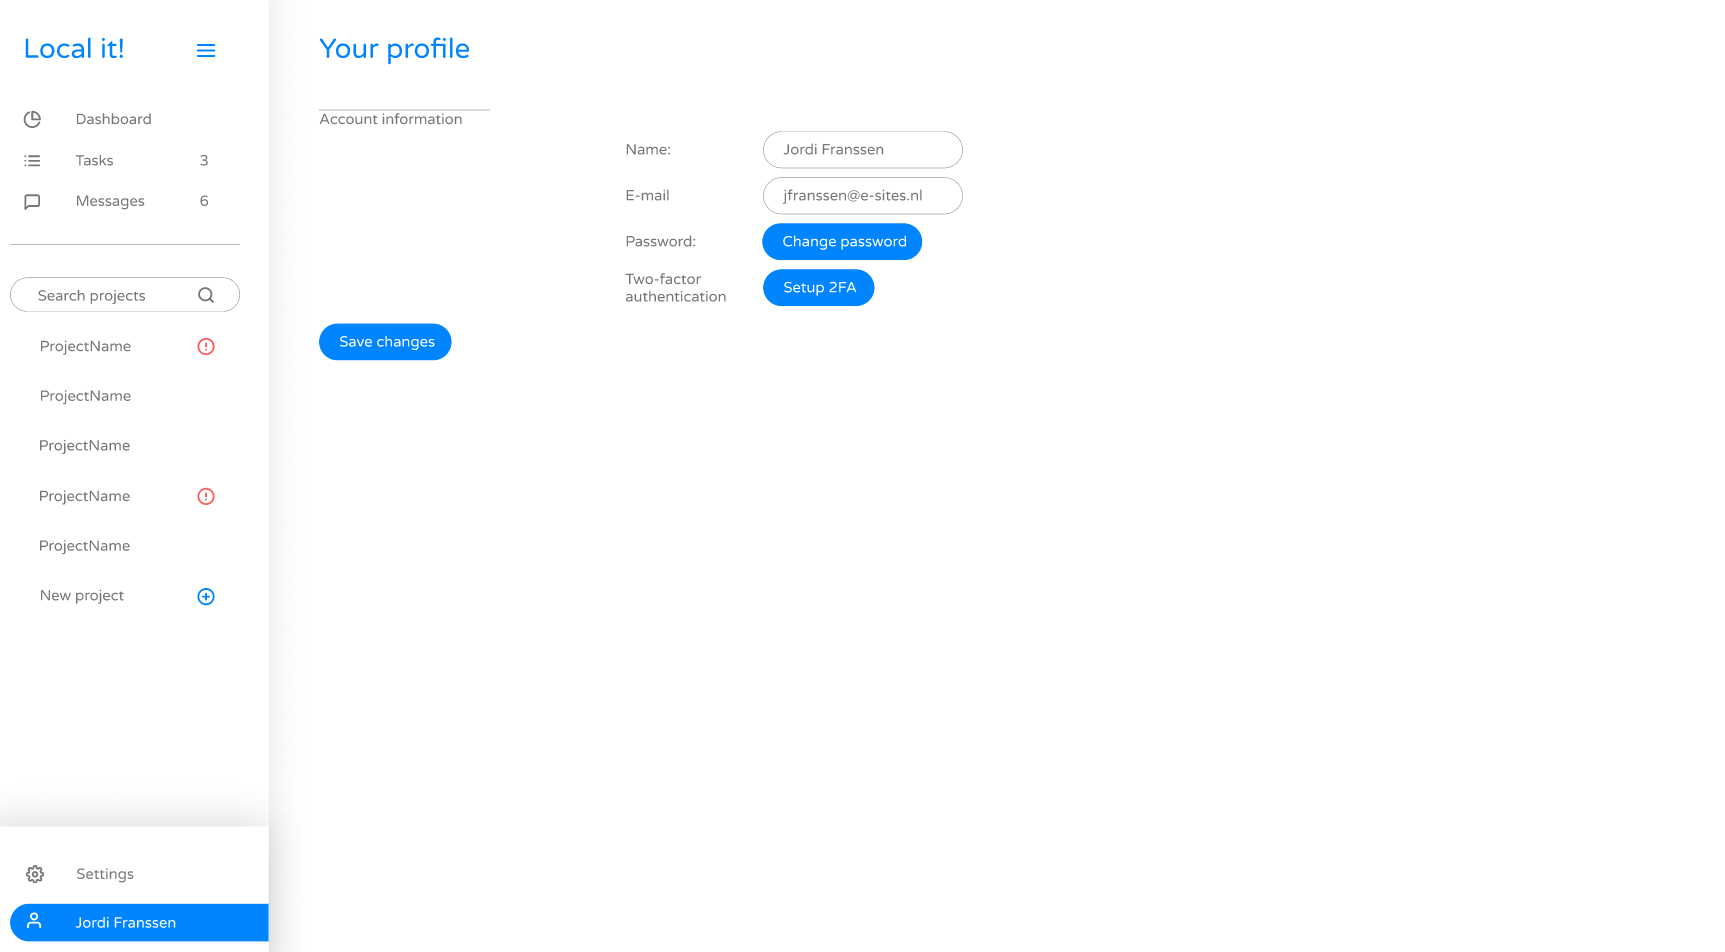 Local it!
Dashboard
Tasks 3
Messages 6
Search projects
ProjectName
ProjectName
ProjectName
ProjectName
ProjectName
New project
Settings
Jordi Franssen
Your profile
Account information
Name: Jordi Franssen
E-mail jfranssen@e-sites.nl
Password: Change password
Two-factor
authentication
Setup 2FA
Save changes